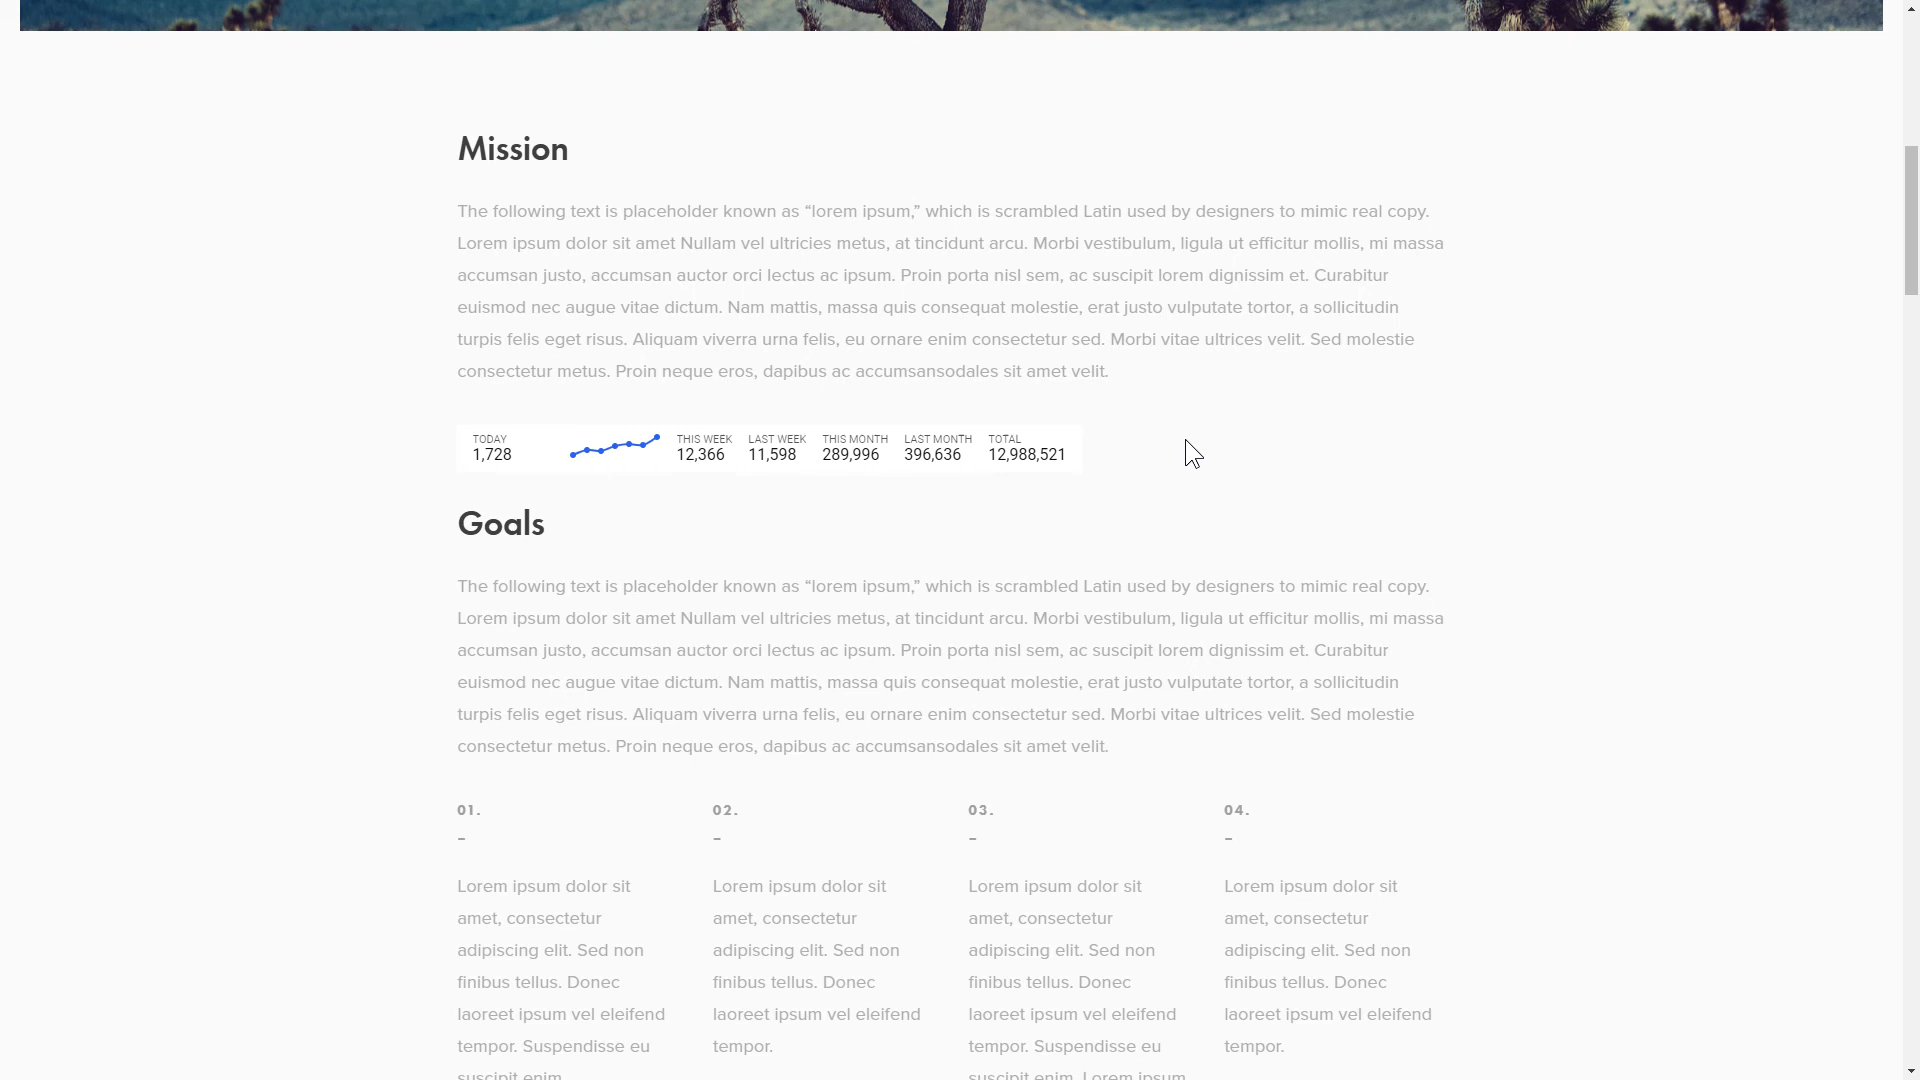 Mission
The following text is placeholder known as “lorem ipsum,” which is scrambled Latin used by designers to mimic real copy.
Lorem ipsum dolor sit amet Nullam vel ultricies metus, at tincidunt arcu. Morbi vestibulum, ligula ut efficitur mollis, mi massa
accumsan justo, accumsan auctor orci lectus ac ipsum. Proin porta nisl sem, ac suscipit lorem dignissim et. Curabitur
euismod nec augue vitae dictum. Nam mattis, massa quis consequat molestie, erat justo vulputate tortor, a sollicitudin
turpis felis eget risus. Aliquam viverra urna felis, eu ornare enim consectetur sed. Morbi vitae ultrices velit. Sed molestie
consectetur metus. Proin neque eros, dapibus ac accumsansodales sit amet velit.
TODAY THIS WEEK LAST WEEK THIS MONTH LAST MONTH TOTAL
1,728 12,366 11,598 289,996 396,636 12,988,521
Goals
The following text is placeholder known as “lorem ipsum,” which is scrambled Latin used by designers to mimic real copy.
Lorem ipsum dolor sit amet Nullam vel ultricies metus, at tincidunt arcu. Morbi vestibulum, ligula ut efficitur mollis, mi massa
accumsan justo, accumsan auctor orci lectus ac ipsum. Proin porta nisl sem, ac suscipit lorem dignissim et. Curabitur
euismod nec augue vitae dictum. Nam mattis, massa quis consequat molestie, erat justo vulputate tortor, a sollicitudin
turpis felis eget risus. Aliquam viverra urna felis, eu ornare enim consectetur sed. Morbi vitae ultrices velit. Sed molestie
consectetur metus. Proin neque eros, dapibus ac accumsansodales sit amet velit.
01.
–
Lorem ipsum dolor sit
amet, consectetur
adipiscing elit. Sed non
finibus tellus. Donec
laoreet ipsum vel eleifend
tempor. Suspendisse eu
suscipit enim.
02.
–
Lorem ipsum dolor sit
amet, consectetur
adipiscing elit. Sed non
finibus tellus. Donec
laoreet ipsum vel eleifend
tempor.
03.
–
Lorem ipsum dolor sit
amet, consectetur
adipiscing elit. Sed non
finibus tellus. Donec
laoreet ipsum vel eleifend
tempor. Suspendisse eu
suscipit enim. Lorem ipsum
04.
–
Lorem ipsum dolor sit
amet, consectetur
adipiscing elit. Sed non
finibus tellus. Donec
laoreet ipsum vel eleifend
tempor.